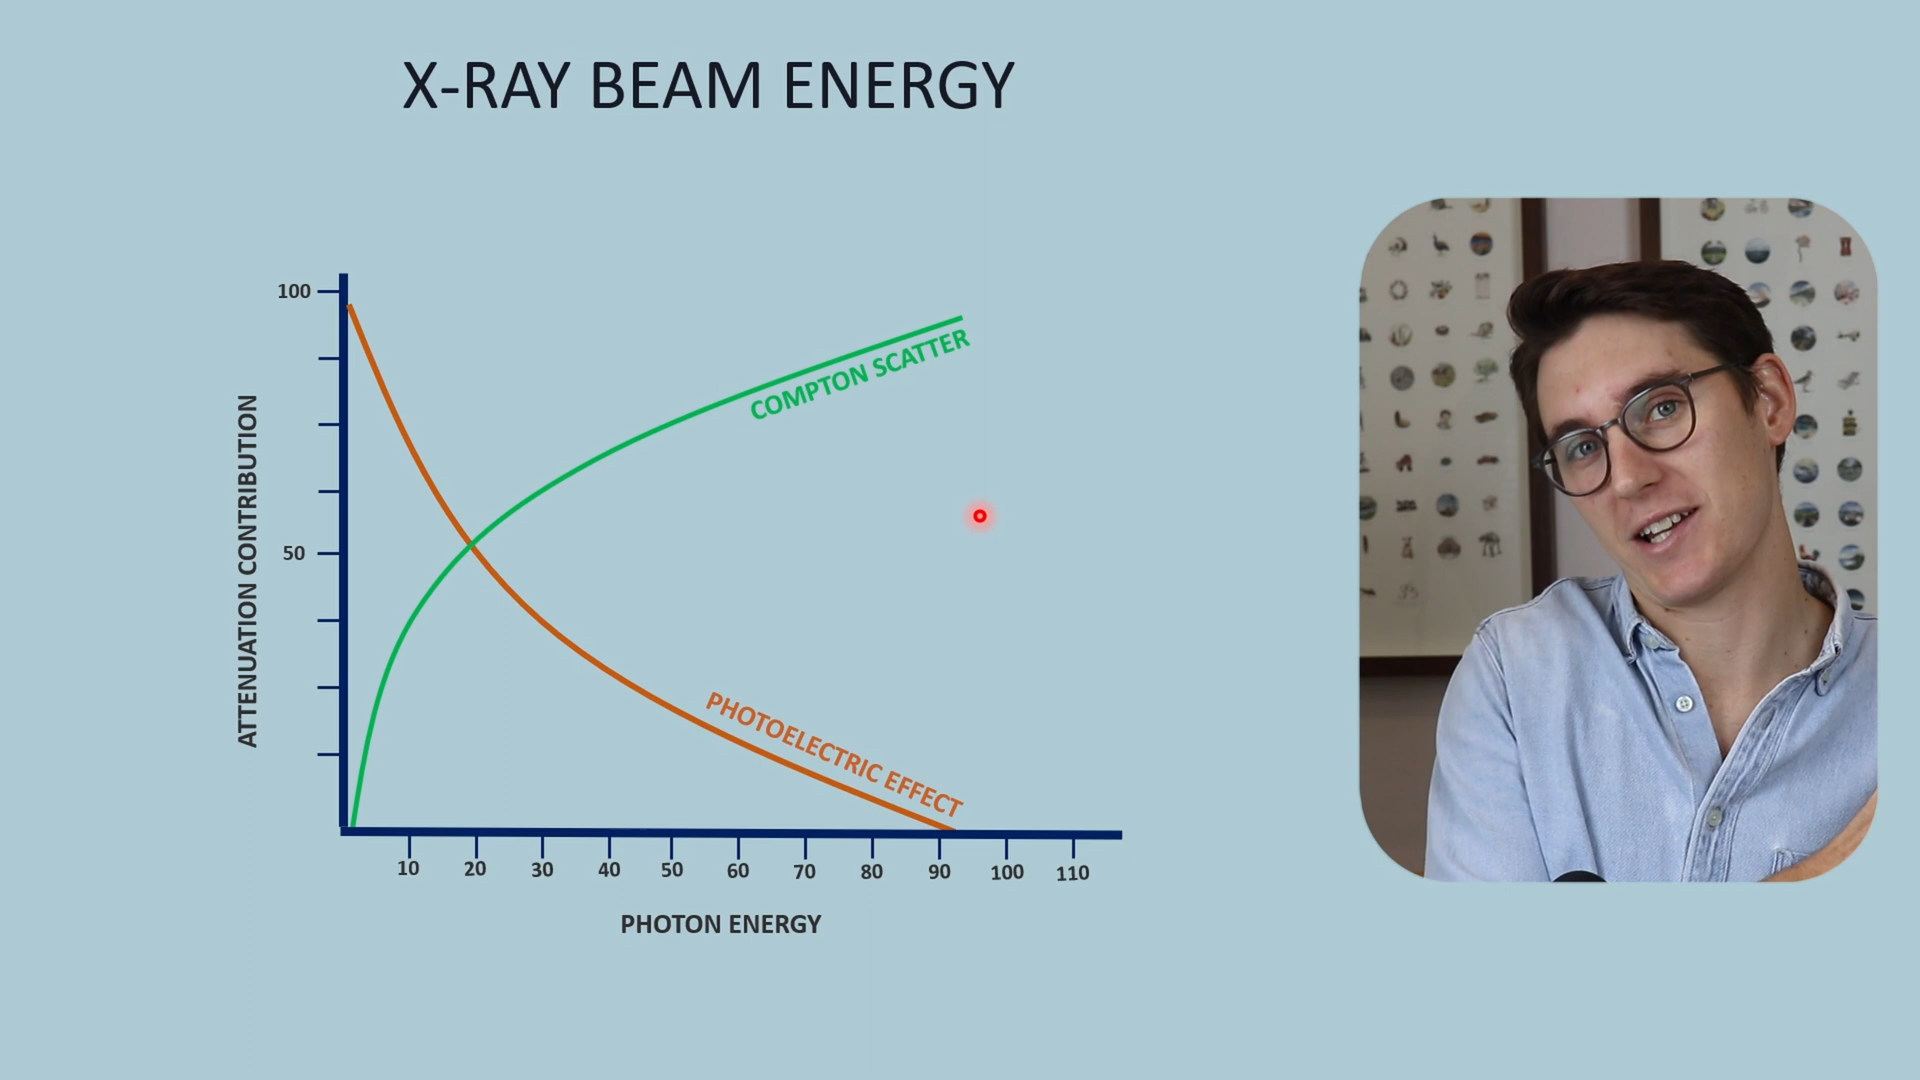 X-RAY BEAM ENERGY
100
50
ATTENUATION CONTRIBUTION
COMPTON SCATTER
PHOTOELECTRIC EFFECT
10 20 30 40 50 60 70 80 90 100 110
PHOTON ENERGY